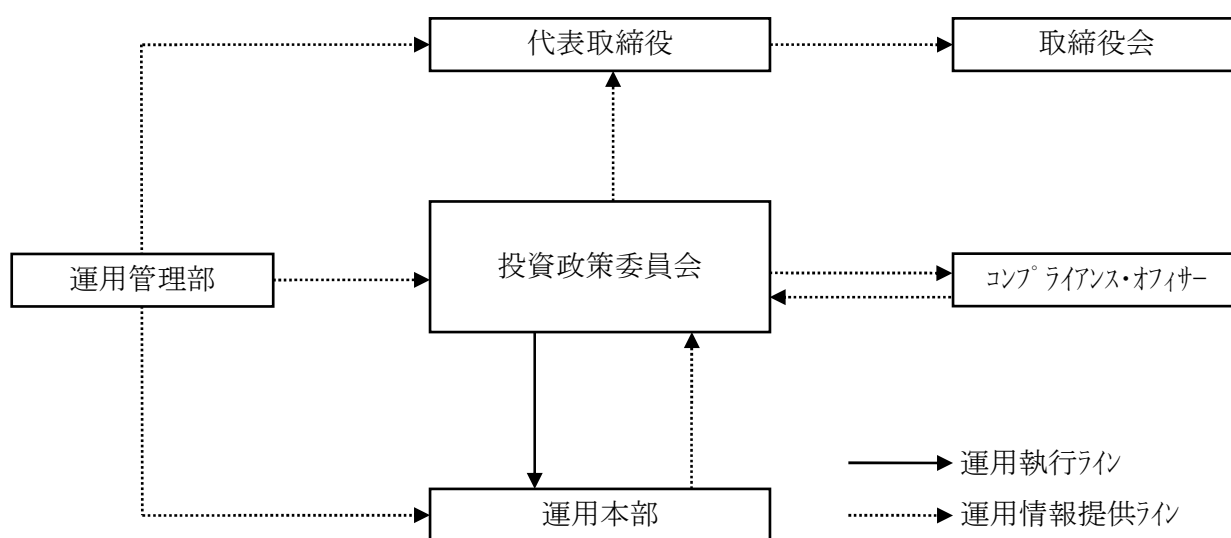 代表取締役
取締役会
運用管理部
投資政策委員会
ｺﾝﾌﾟﾗｲｱﾝｽ・ｵﾌｨｻｰ
運用本部
運用執行ﾗｲﾝ
運用情報提供ﾗｲﾝ